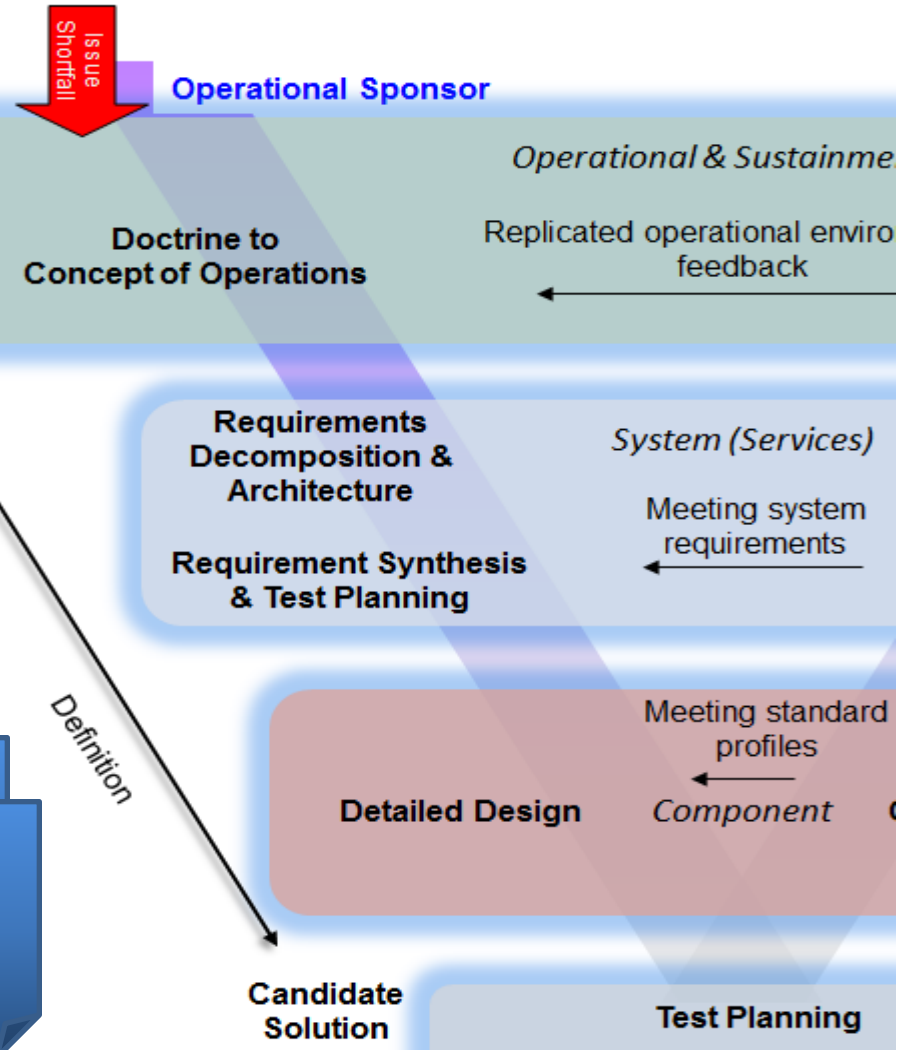 Issue
Shortfall
Operational Sponsor
Operational & Sustainme
Doctrine to
Concept of Operations
Replicated operational enviro
feedback
Requirements
Decomposition &
Architecture
System (Services)
Meeting system
requirements
Requirement Synthesis
& Test Planning
Definition
Meeting standard
profiles
Detailed Design
Component
Candidate
Solution
Test Planning